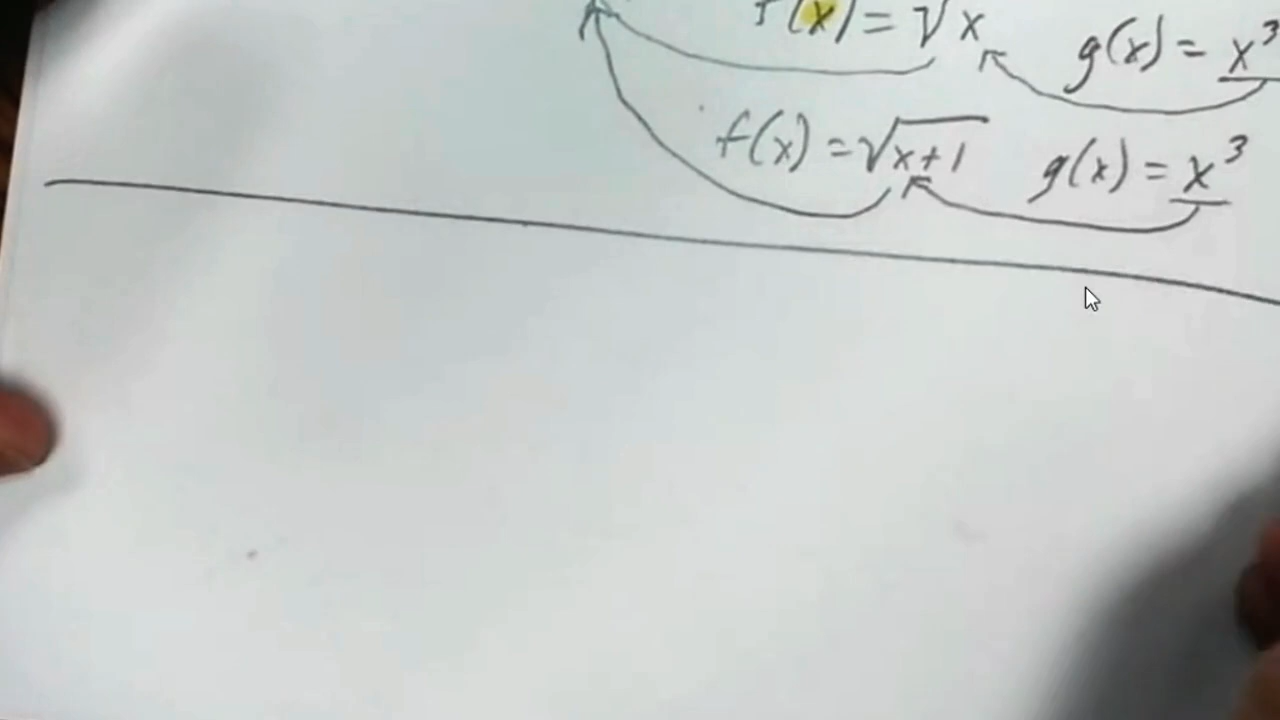 f(x) = √x g(x) = x³
f(x) = √x+1 g(x) = x³